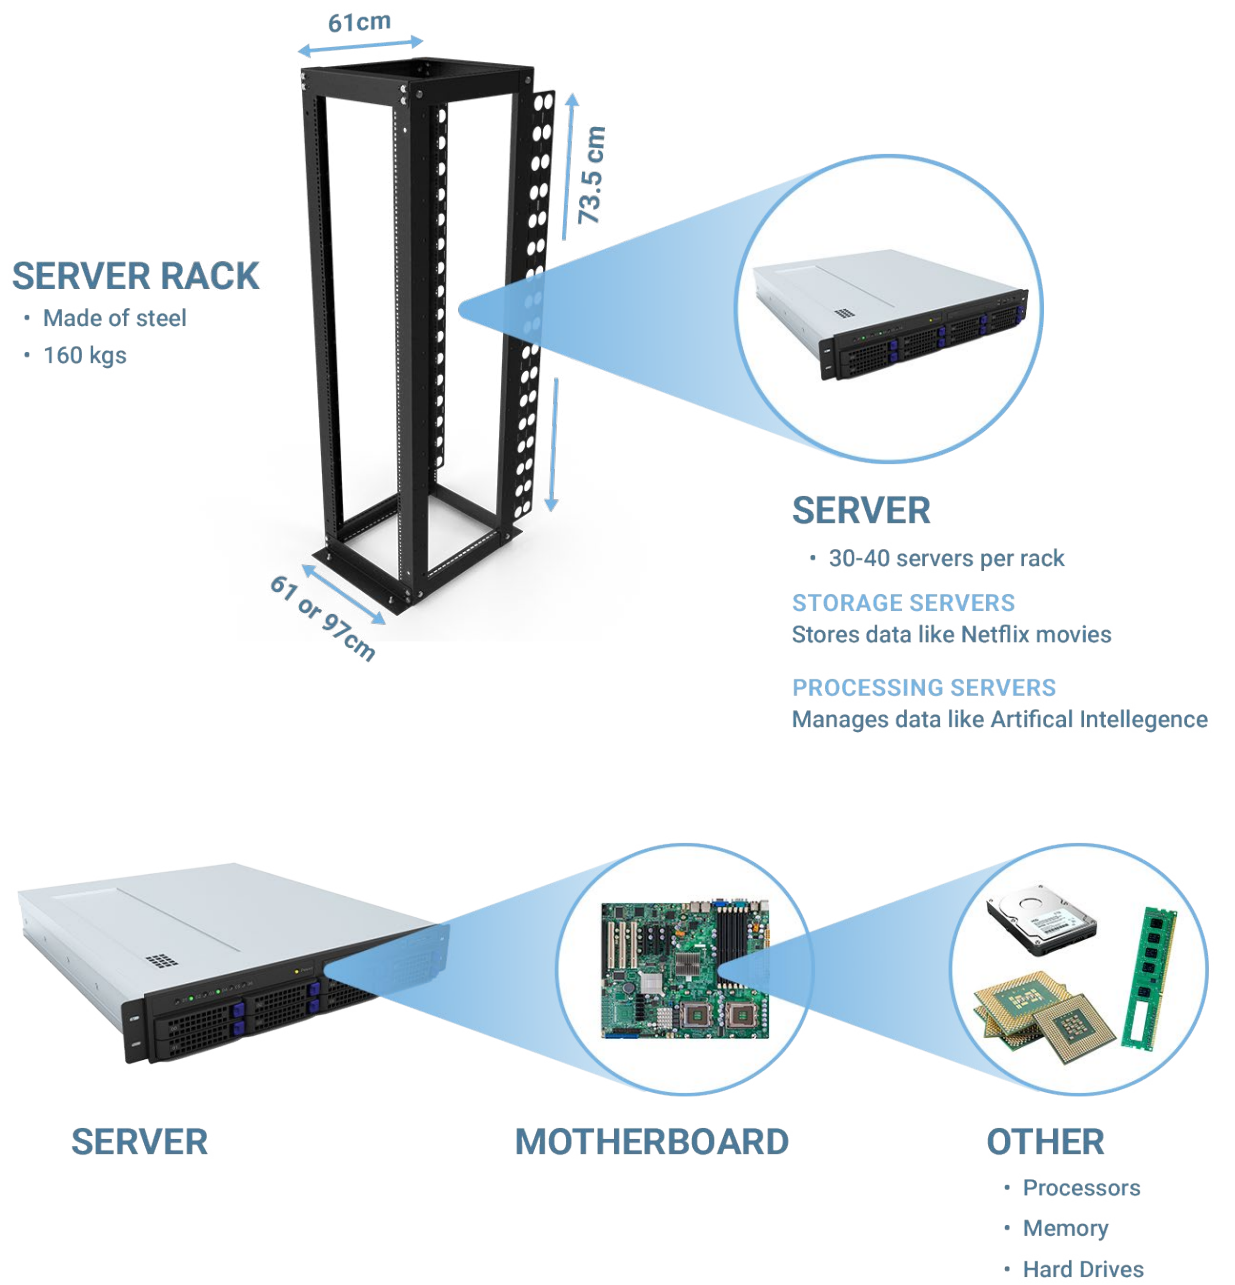 61cm
73.5 cm
SERVER RACK
• Made of steel
• 160 kgs
61 or 97cm
SERVER
• 30-40 servers per rack
STORAGE SERVERS
Stores data like Netflix movies
PROCESSING SERVERS
Manages data like Artifical Intellegence
SERVER
MOTHERBOARD
OTHER
• Processors
• Memory
• Hard Drives